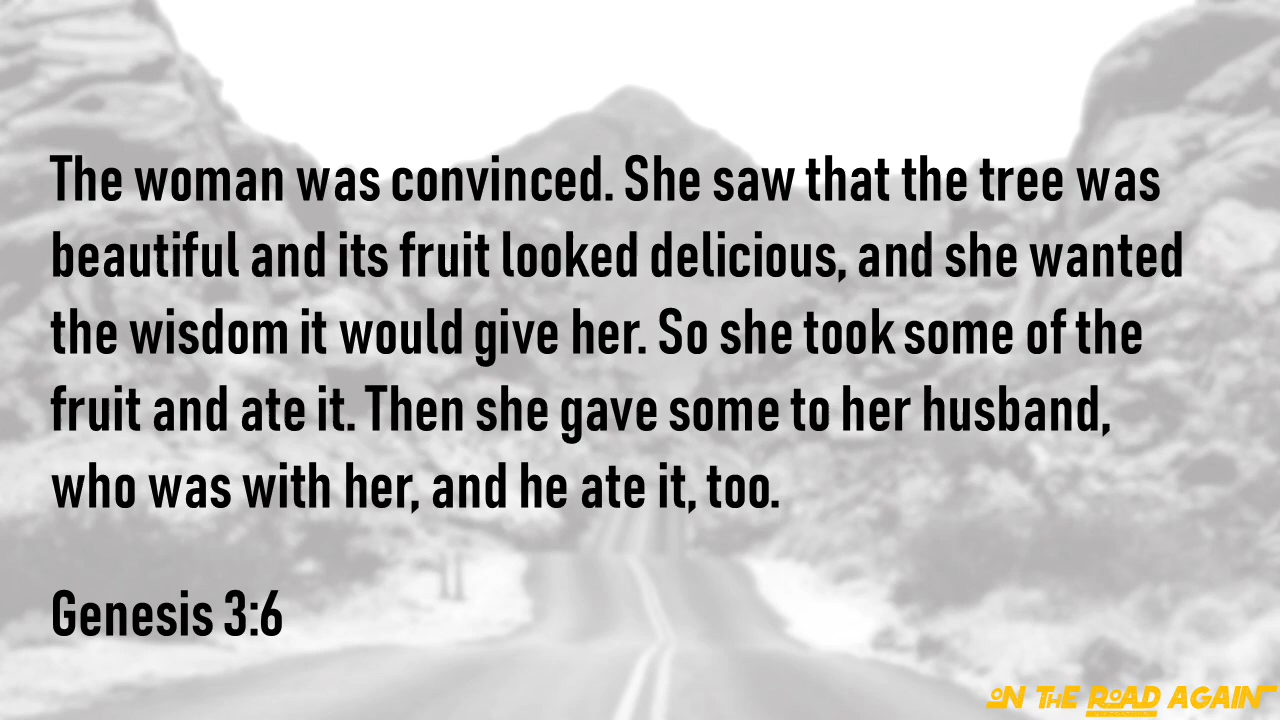 The woman was convinced. She saw that the tree was
beautiful and its fruit looked delicious, and she wanted
the wisdom it would give her. So she took some of the
fruit and ate it. Then she gave some to her husband,
who was with her, and he ate it, too.
Genesis 3:6
ON THE ROAD AGAIN